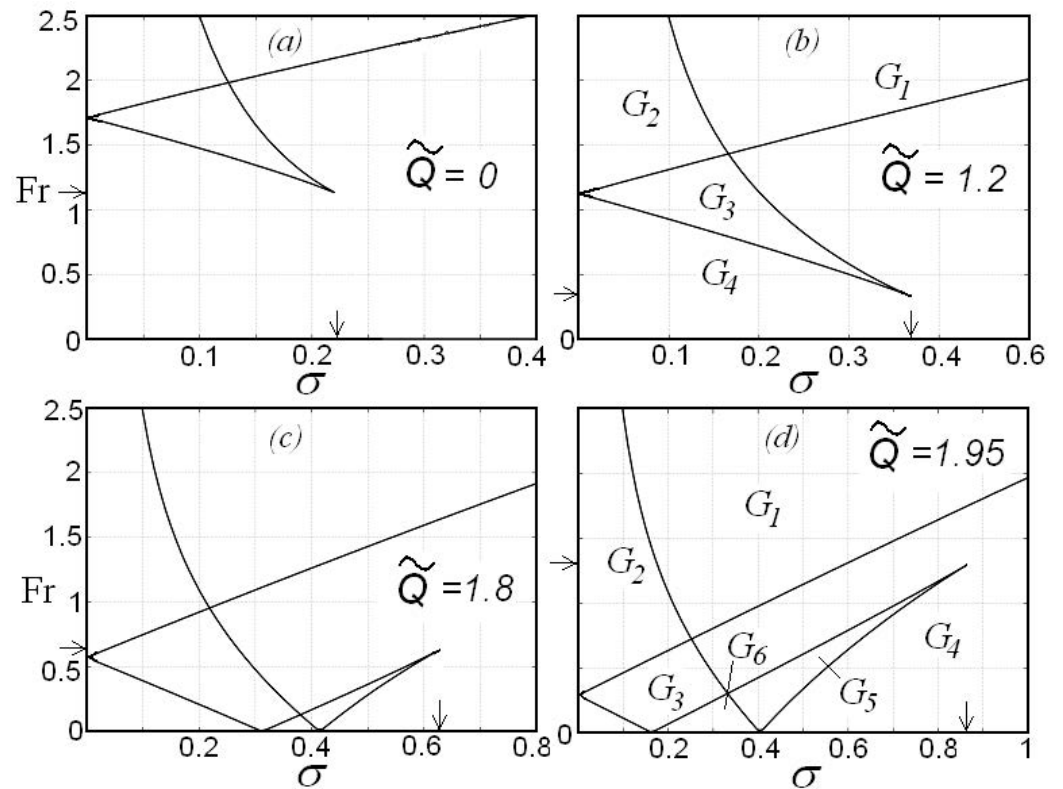 2.5
2
1.5
1
0.5
0
Fr
(a)
Q̃ = 0
0.1
0.2
0.3
0.4
σ
(b)
G₁
G₂
G₃
G₄
Q̃ = 1.2
0
0.1
0.2
0.3
0.4
0.6
σ
2.5
2
1.5
1
0.5
0
Fr
(c)
Q̃ =1.8
0.2
0.4
0.6
0.8
σ
(d)
Q̃ =1.95
G₁
G₂
G₆
G₄
G₃
G₅
0
0.2
0.4
0.6
0.8
1
σ